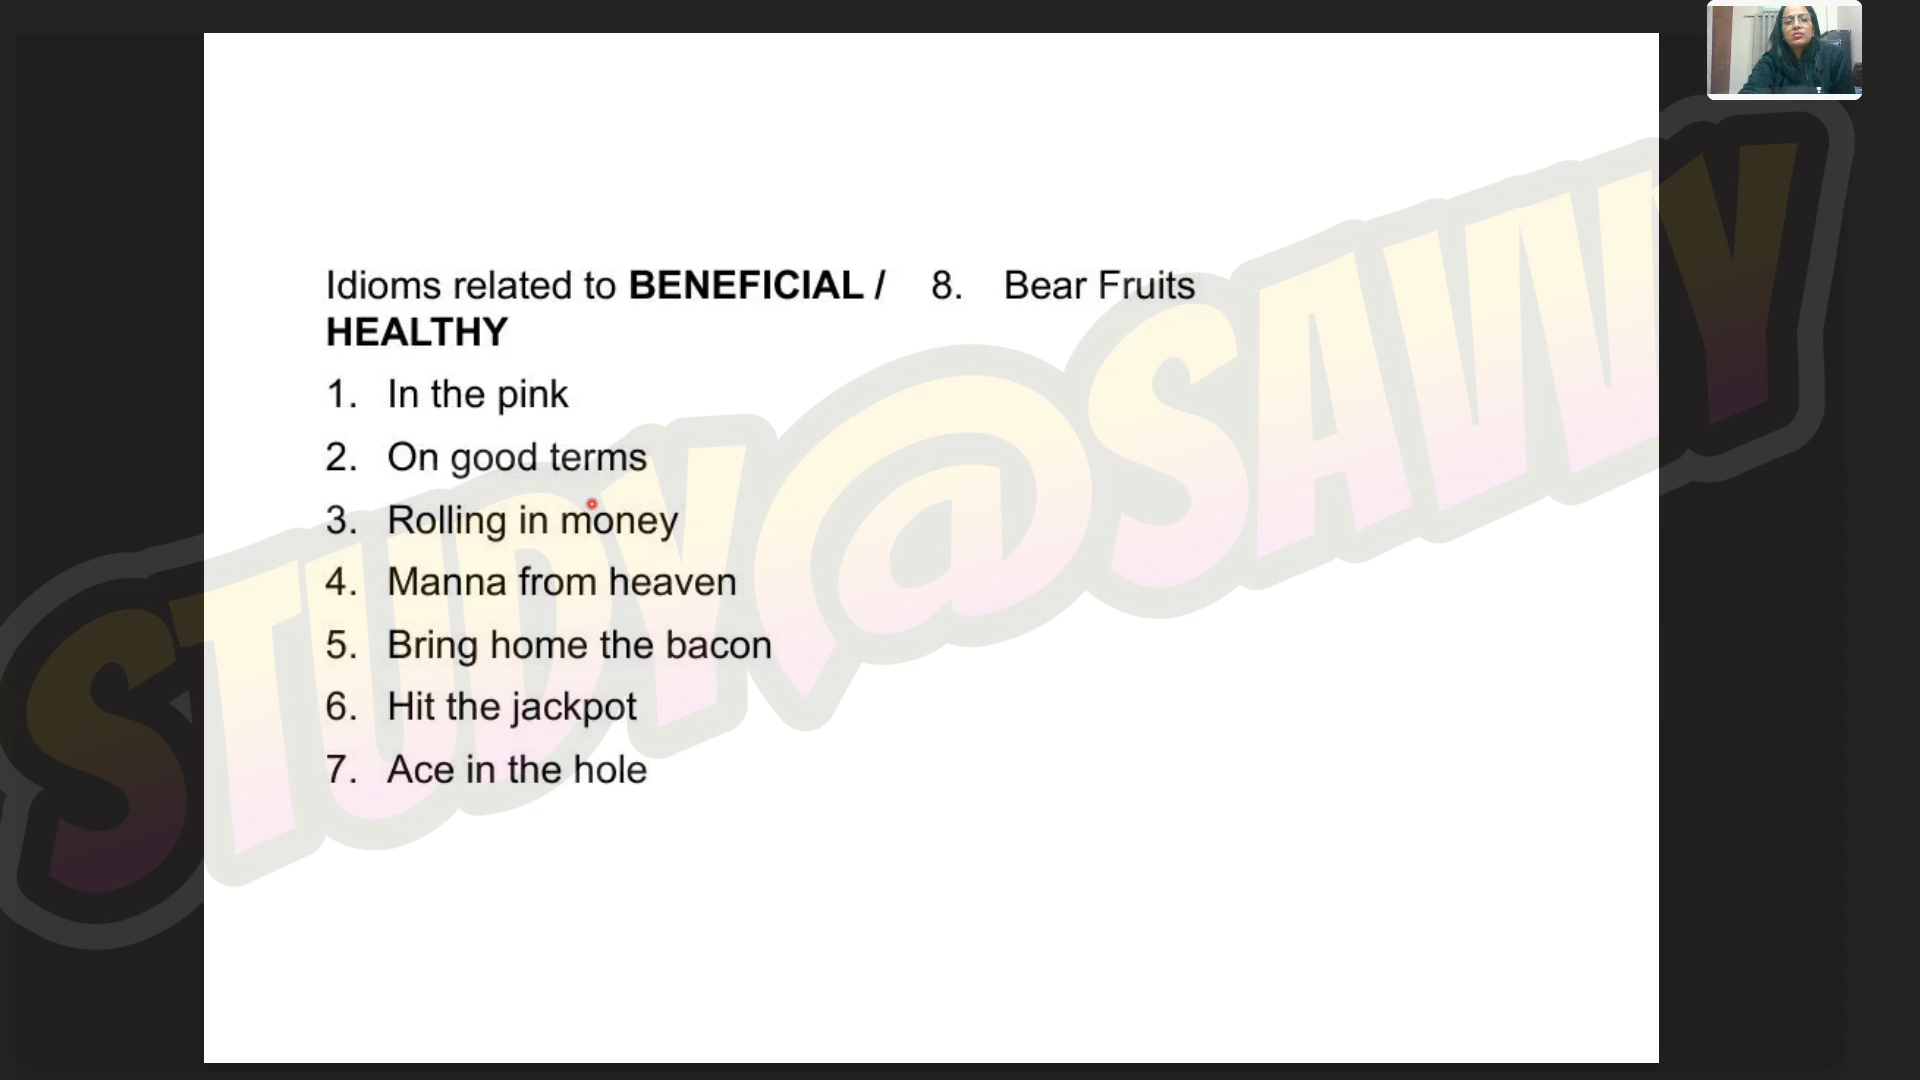 Idioms related to BENEFICIAL /
HEALTHY
1. In the pink
2. On good terms
3. Rolling in money
4. Manna from heaven
5. Bring home the bacon
6. Hit the jackpot
7. Ace in the hole
8. Bear Fruits
STUDY@SAVVY